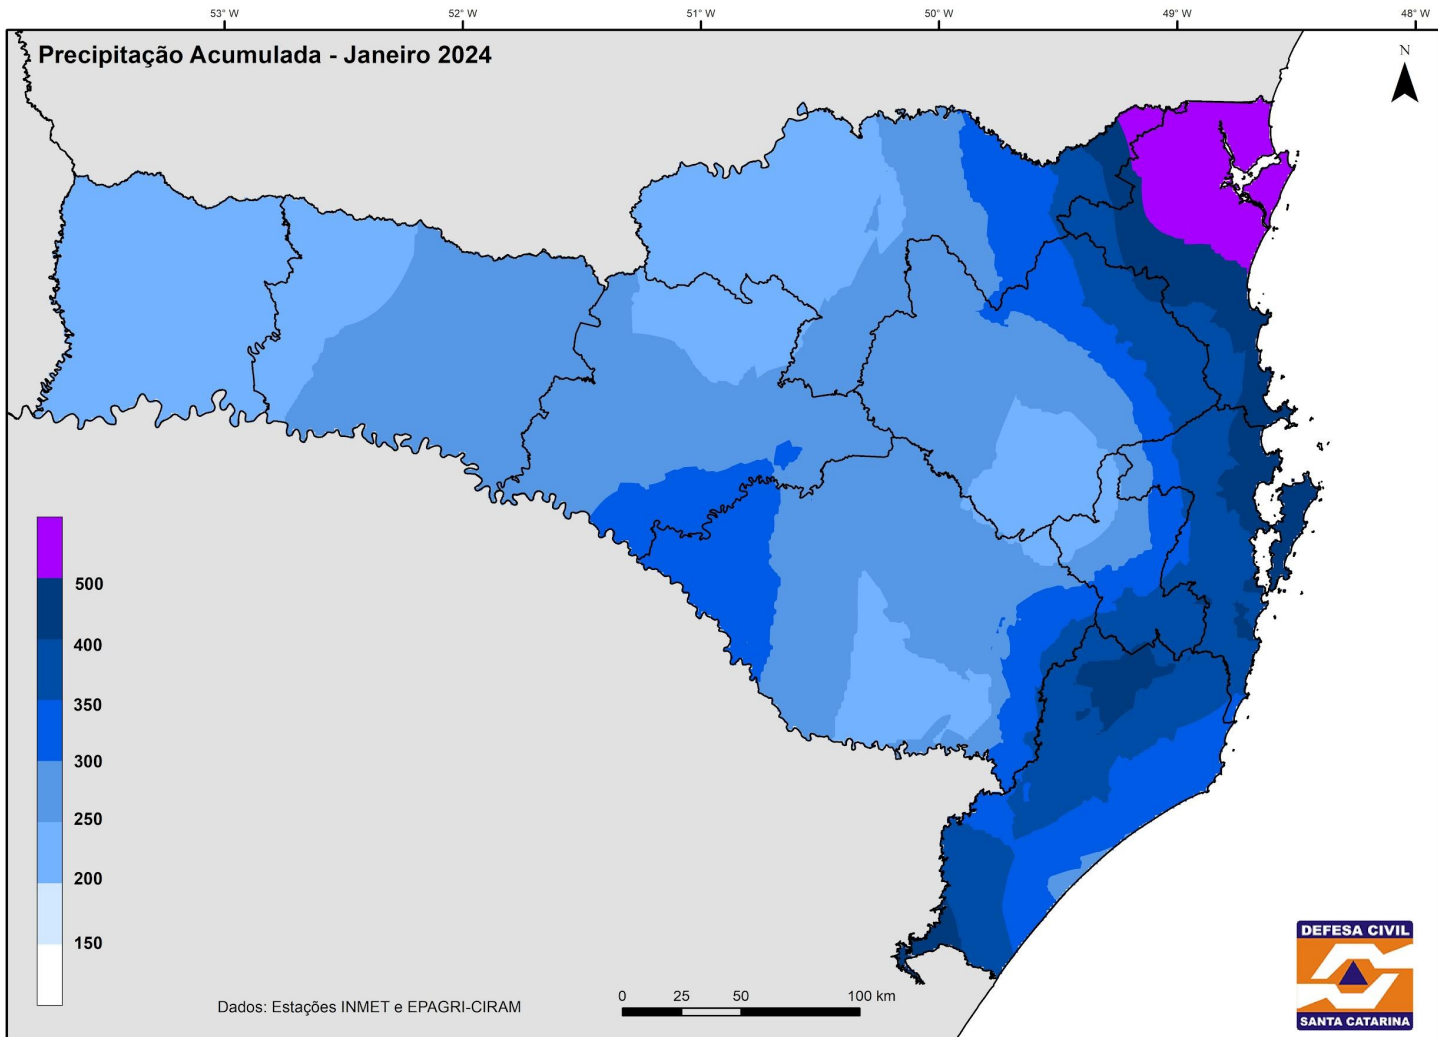 53° W
52° W
51° W
50° W
49° W
48° W
Precipitação Acumulada - Janeiro 2024
N
500
400
350
300
250
200
150
Dados: Estações INMET e EPAGRI-CIRAM
0 25 50 100 km
DEFESA CIVIL
SANTA CATARINA